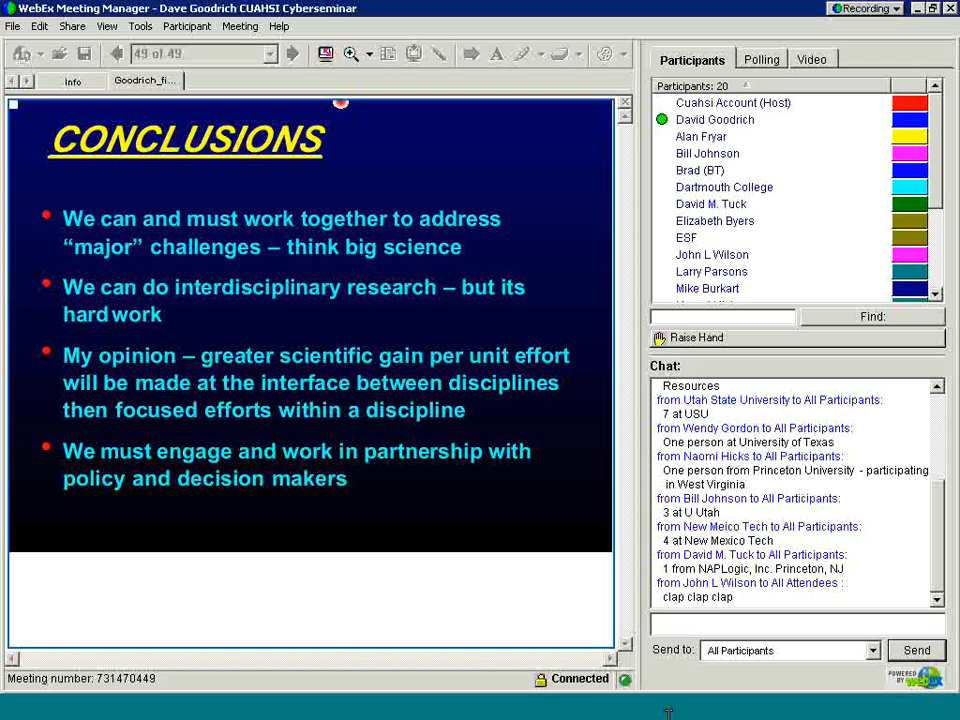 WebEx Meeting Manager - Dave Goodrich CUAHSI Cyberseminar
Recording
File Edit Share View Tools Participant Meeting Help
49 of 49
Info
Goodrich_fi...
CONCLUSIONS
• We can and must work together to address
“major” challenges – think big science
• We can do interdisciplinary research – but its
hard work
• My opinion – greater scientific gain per unit effort
will be made at the interface between disciplines
then focused efforts within a discipline
• We must engage and work in partnership with
policy and decision makers
Participants Polling Video
Participants: 20
Cuahsi Account (Host)
David Goodrich
Alan Fryar
Bill Johnson
Brad (BT)
Dartmouth College
David M. Tuck
Elizabeth Byers
ESF
John L Wilson
Larry Parsons
Mike Burkart
Find:
Raise Hand
Chat:
Resources
from Utah State University to All Participants:
7 at USU
from Wendy Gordon to All Participants:
One person at University of Texas
from Naomi Hicks to All Participants:
One person from Princeton University - participating
in West Virginia
from Bill Johnson to All Participants:
3 at U Utah
from New Meico Tech to All Participants:
4 at New Mexico Tech
from David M. Tuck to All Participants:
1 from NAPLogic, Inc. Princeton, NJ
from John L Wilson to All Attendees :
clap clap clap
Send to: All Participants Send
Meeting number: 731470449
Connected
POWERED
BY WEBEX